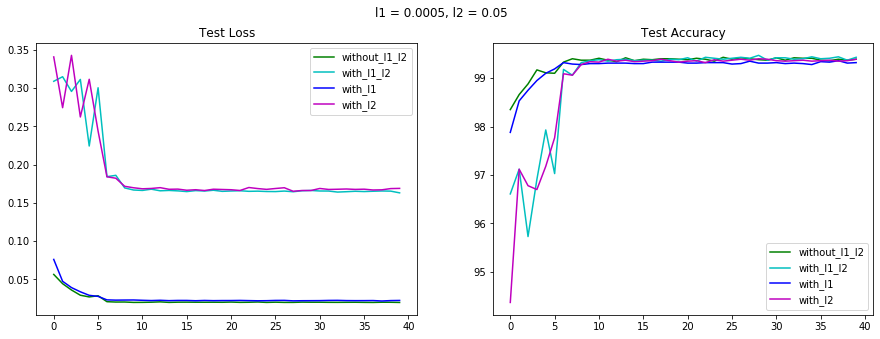 l1 = 0.0005, l2 = 0.05
Test Loss
0.35
0.30
0.25
0.20
0.15
0.10
0.05
0
5
10
15
20
25
30
35
40
without_l1_l2
with_l1_l2
with_l1
with_l2
Test Accuracy
99
98
97
96
95
0
5
10
15
20
25
30
35
40
without_l1_l2
with_l1_l2
with_l1
with_l2